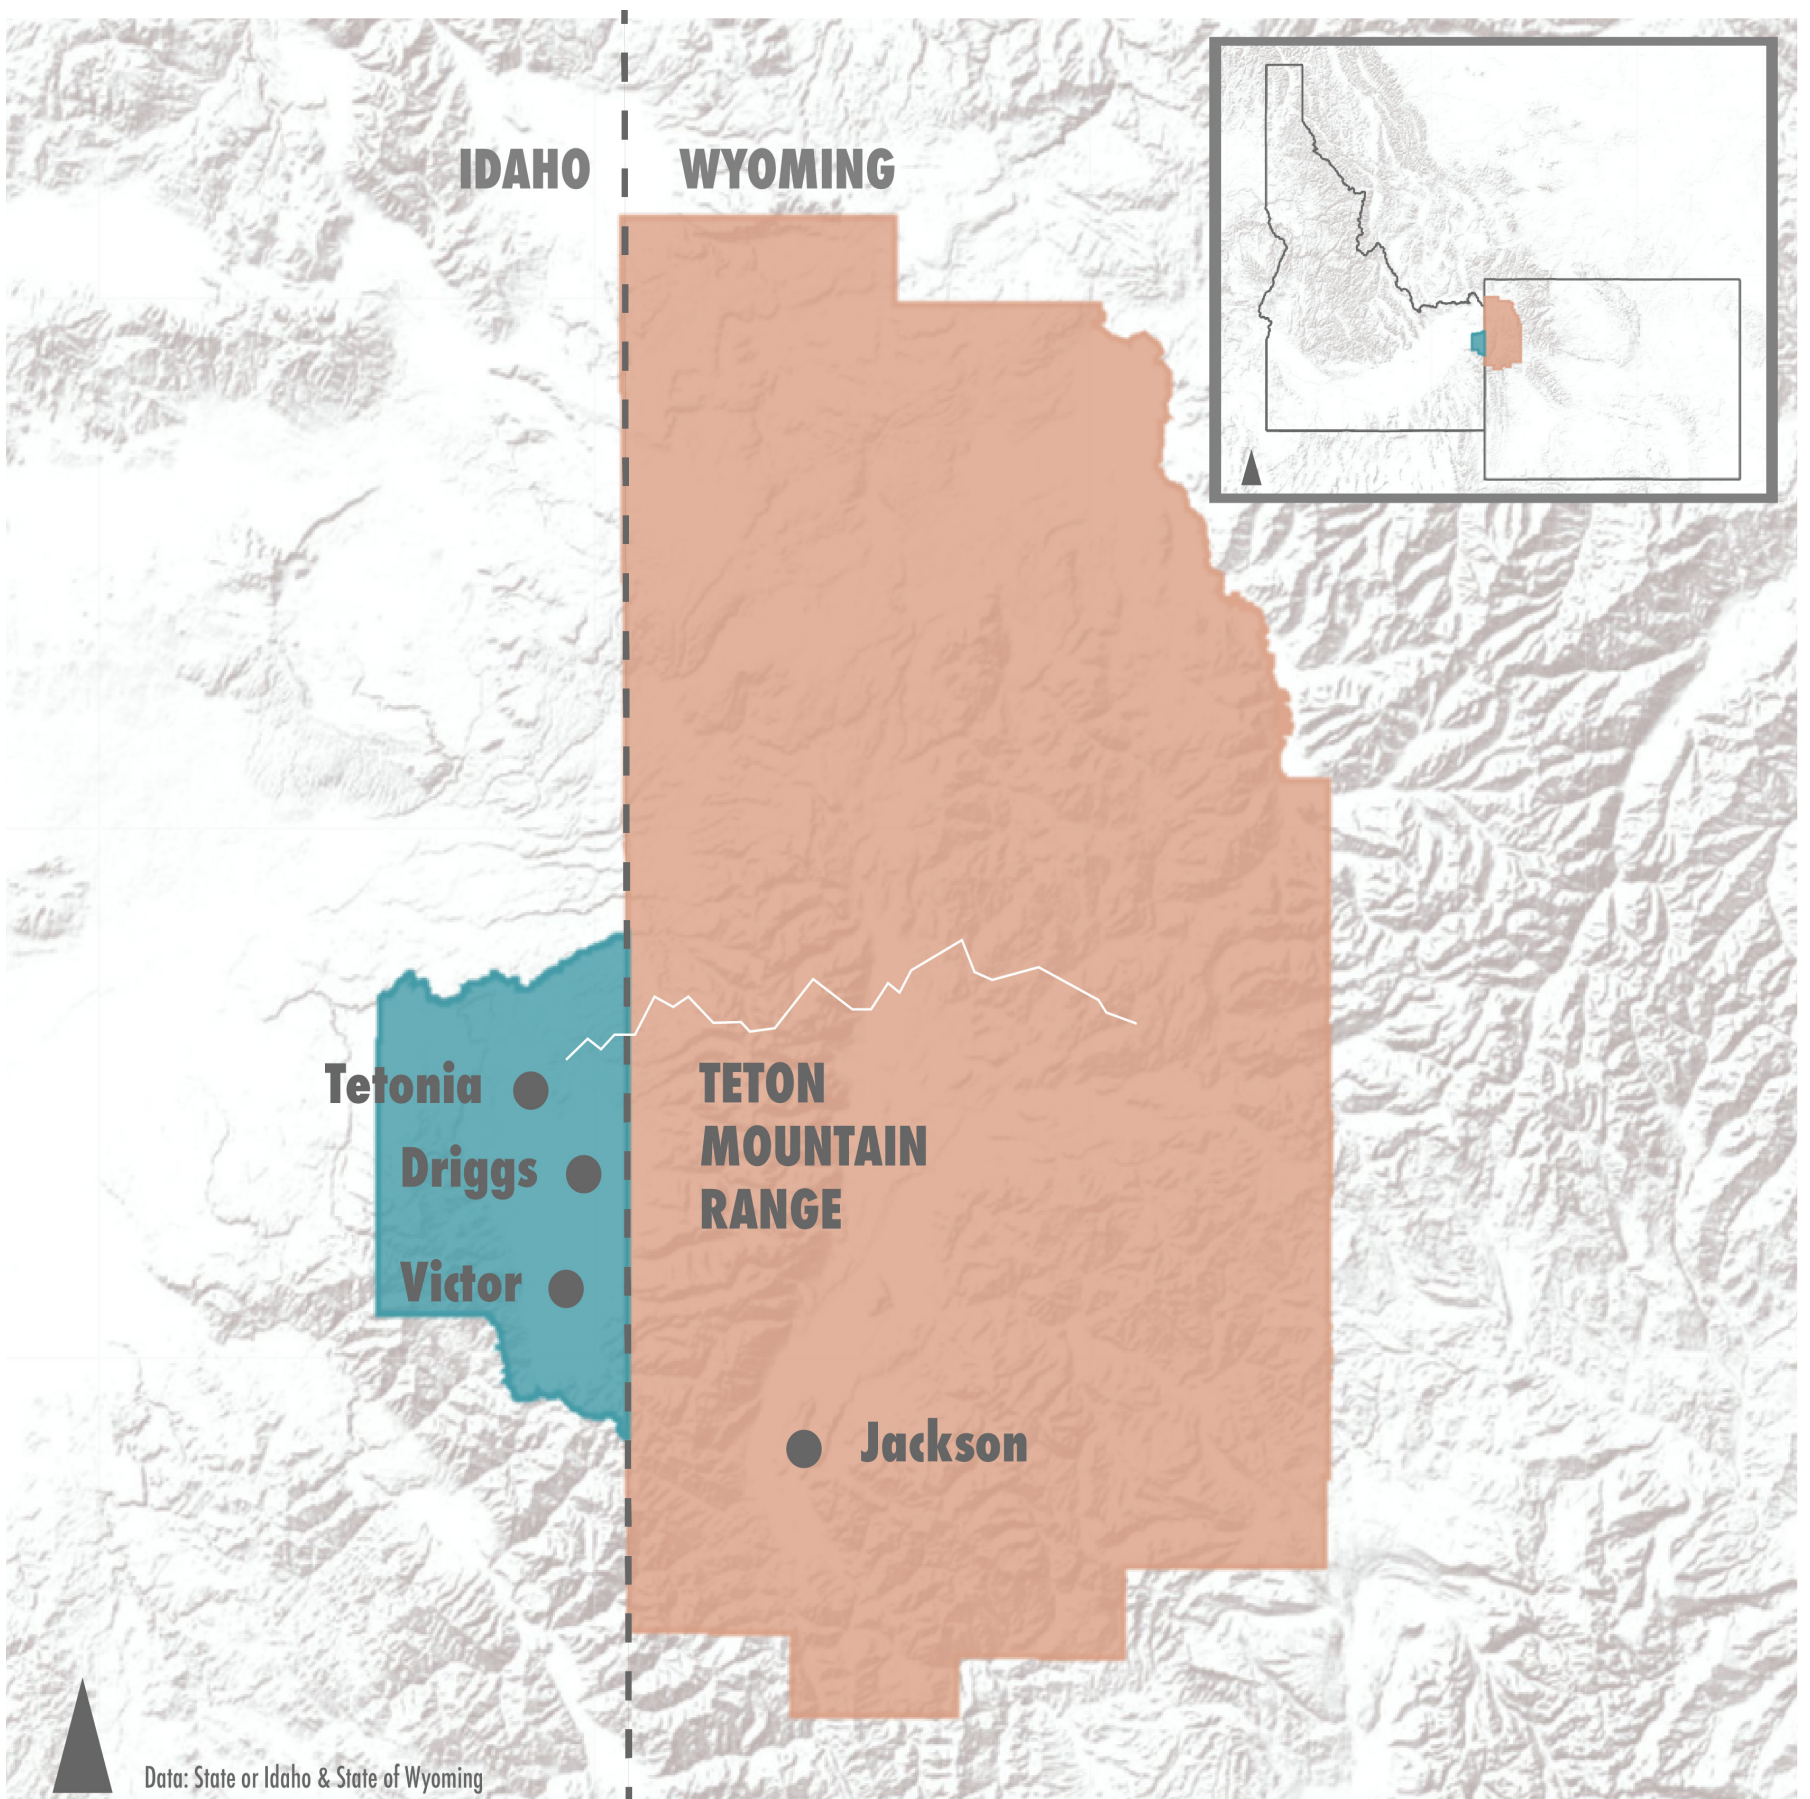 IDAHO
WYOMING
Tetonia
Driggs
Victor
TETON
MOUNTAIN
RANGE
Jackson
Data: State or Idaho & State of Wyoming